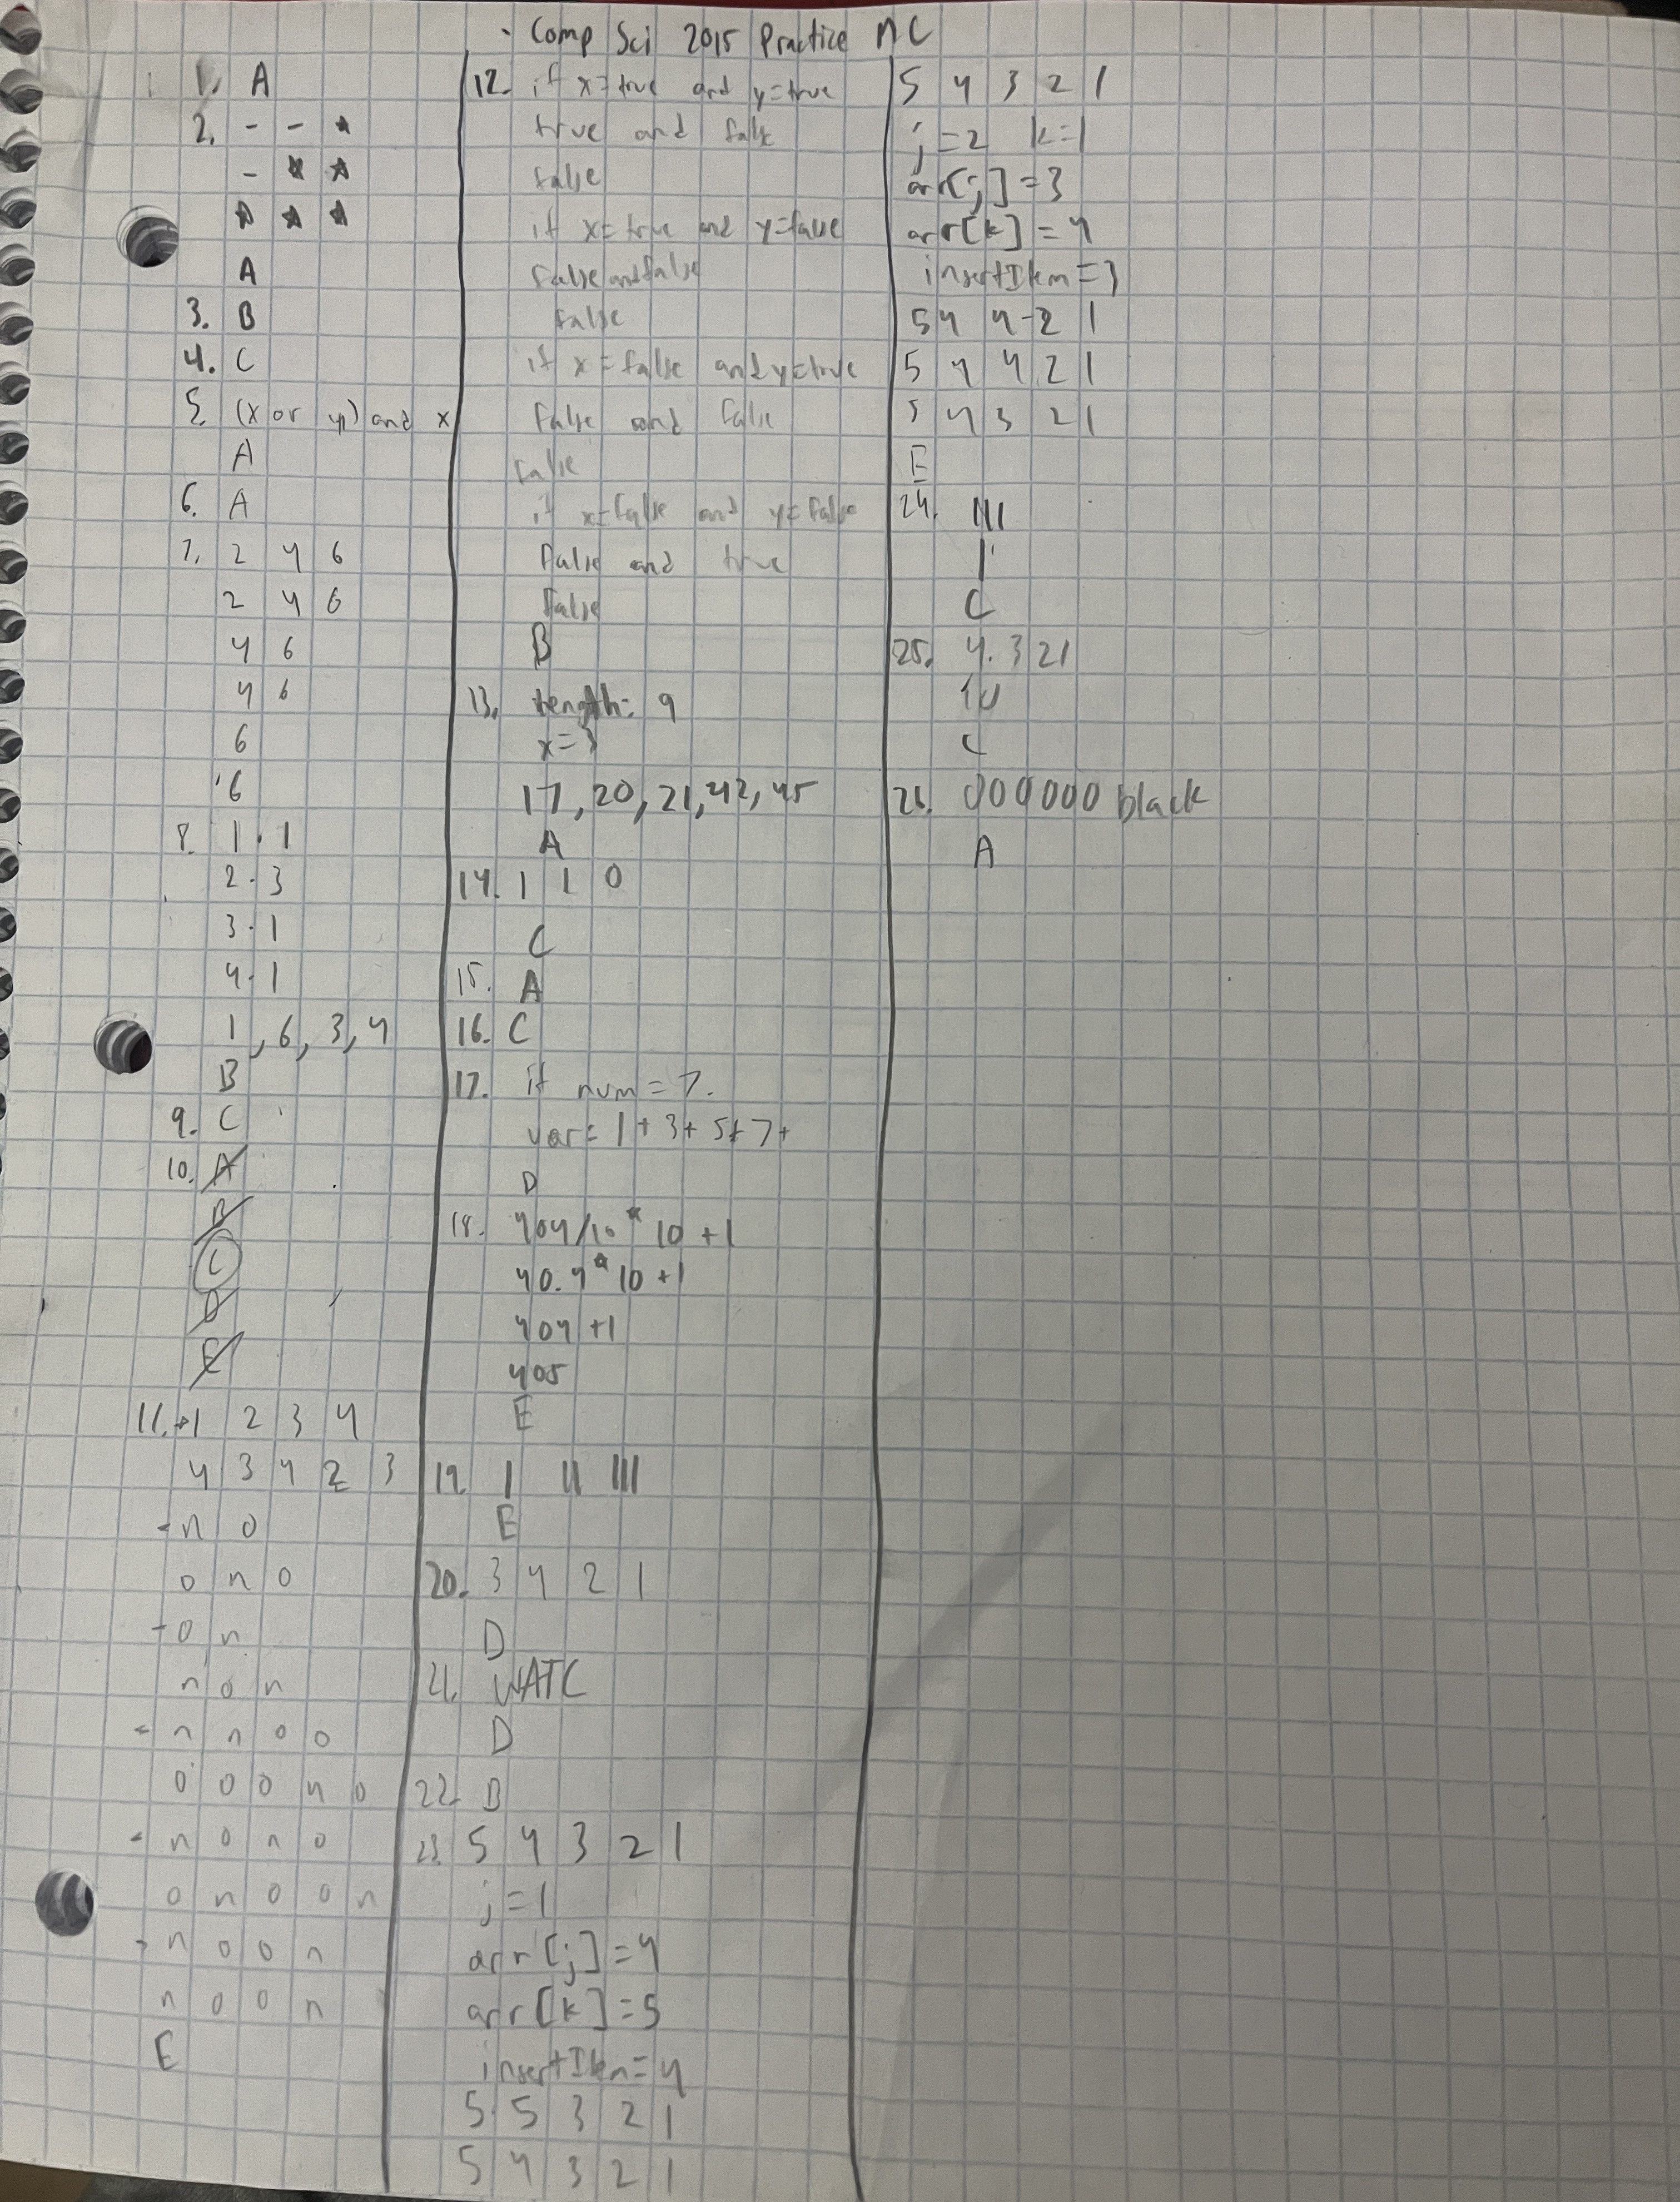 - Comp Sci 2015 Practice MC
1. A
2. - - *
- * *
* * *
A
3. B
4. C
5. (x or y) and x
A
6. A
7. 2 4 6
2 4 6
4 6
4 6
6
6
8. 1 · 1
2 · 3
3 · 1
4 · 1
1, 6, 3, 4
B
9. C
10. A
B
C
D
E
11. 1 2 3 4
4 3 4 2 3
- n o
o n o
- o n
n o n
- n n o o
o o o n o
- n o n o
o n o o n
- n o o n
n o o n
E
12. if x=true and y=true
true and false
false
if x=true and y=false
false and false
false
if x=false and y=true
false and false
false
if x=false and y=false
false and true
false
B
13. length: 9
x=3
17, 20, 21, 42, 45
A
14. 1 1 0
C
15. A
16. C
17. if num = 7.
var= 1+3+5+7+
D
18. 404/10 * 10 +1
40.4 * 10 +1
404 +1
405
E
19. I II III
E
20. 3 4 2 1
D
21. WATC
D
22. B
23. 5 4 3 2 1
j=1
arr[j]=4
arr[k]=5
insertItem=4
5 5 3 2 1
5 4 3 2 1
5 4 3 2 1
j=2 k=1
arr[j]=3
arr[k]=4
insertItem=3
5 4 4 2 1
5 4 4 2 1
5 4 3 2 1
E
24. III
I
C
25. 4. 3 2 1
10
C
26. 000000 black
A